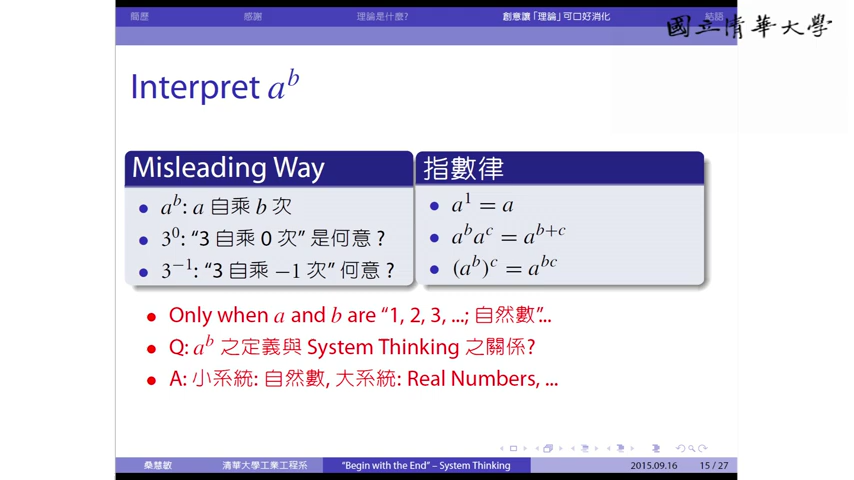 簡歷 感謝 理論是什麼? 創意讓「理論」可口好消化 結語
國立清華大學
Interpret a^b
Misleading Way
a^b: a 自乘 b 次
3^0: “3 自乘 0 次” 是何意 ?
3^−1: “3 自乘 −1 次” 何意 ?
指數律
a^1 = a
a^b a^c = a^{b+c}
(a^b)^c = a^{bc}
Only when a and b are “1, 2, 3, ...; 自然數”...
Q: a^b 之定義與 System Thinking 之關係?
A: 小系統: 自然數, 大系統: Real Numbers, ...
桑慧敏 清華大學工業工程系 “Begin with the End” – System Thinking 2015.09.16 15 / 27